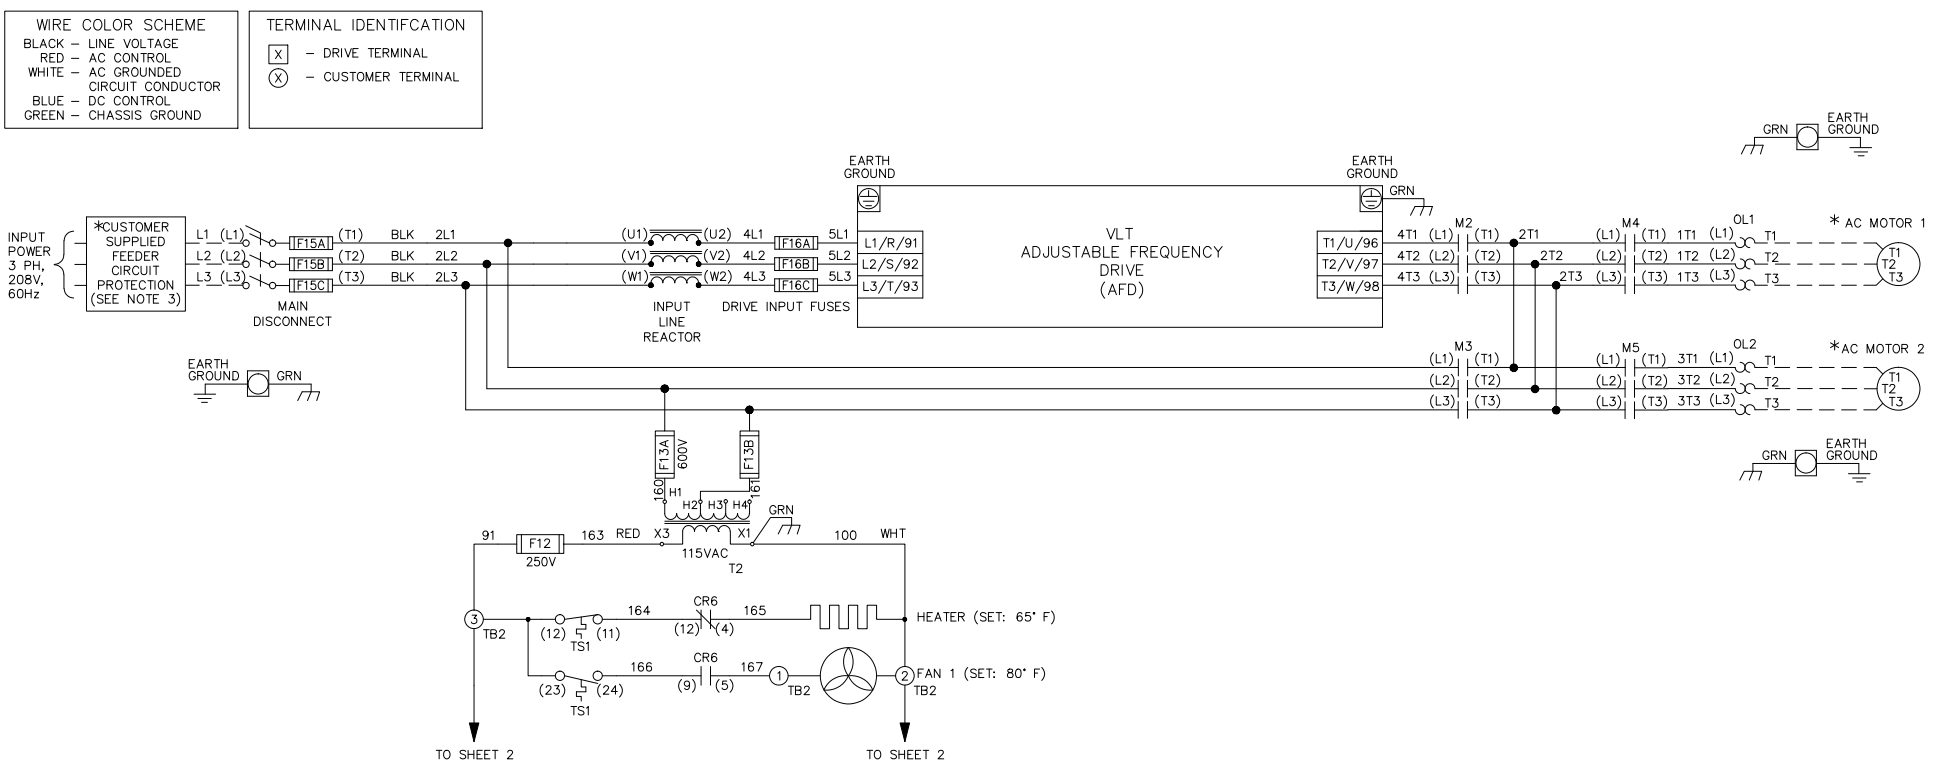 WIRE COLOR SCHEME
BLACK – LINE VOLTAGE
RED – AC CONTROL
WHITE – AC GROUNDED
CIRCUIT CONDUCTOR
BLUE – DC CONTROL
GREEN – CHASSIS GROUND
TERMINAL IDENTIFCATION
X – DRIVE TERMINAL
X – CUSTOMER TERMINAL
GRN
EARTH
GROUND
EARTH
GROUND
EARTH
GROUND
GRN
INPUT
POWER
3 PH,
208V,
60Hz
*CUSTOMER
SUPPLIED
FEEDER
CIRCUIT
PROTECTION
(SEE NOTE 3)
L1 (L1) F15A (T1) BLK 2L1 (U1) (U2) 4L1 F16A 5L1 L1/R/91
L2 (L2) F15B (T2) BLK 2L2 (V1) (V2) 4L2 F16B 5L2 L2/S/92
L3 (L3) F15C (T3) BLK 2L3 (W1) (W2) 4L3 F16C 5L3 L3/T/93
MAIN
DISCONNECT
INPUT
LINE
REACTOR
DRIVE INPUT FUSES
VLT
ADJUSTABLE FREQUENCY
DRIVE
(AFD)
M2 M4 OL1 * AC MOTOR 1
T1/U/96 4T1 (L1) (T1) 2T1 (L1) (T1) 1T1 (L1) T1 T1
T2/V/97 4T2 (L2) (T2) 2T2 (L2) (T2) 1T2 (L2) T2 T2
T3/W/98 4T3 (L3) (T3) 2T3 (L3) (T3) 1T3 (L3) T3 T3
M3 M5 OL2 *AC MOTOR 2
(L1) (T1) (L1) (T1) 3T1 (L1) T1 T1
(L2) (T2) (L2) (T2) 3T2 (L2) T2 T2
(L3) (T3) (L3) (T3) 3T3 (L3) T3 T3
EARTH
GROUND GRN
GRN
EARTH
GROUND
F13A
600V
F13B
160
161
H1
H2 H3 H4
GRN
91 F12 163 RED X3 X1 100 WHT
250V
115VAC
T2
3
TB2
(12) (11)
TS1
164
CR6
(12) (4)
165
HEATER (SET: 65° F)
(23) (24)
TS1
166
CR6
(9) (5)
167
1
TB2
2
TB2
FAN 1 (SET: 80° F)
TO SHEET 2
TO SHEET 2